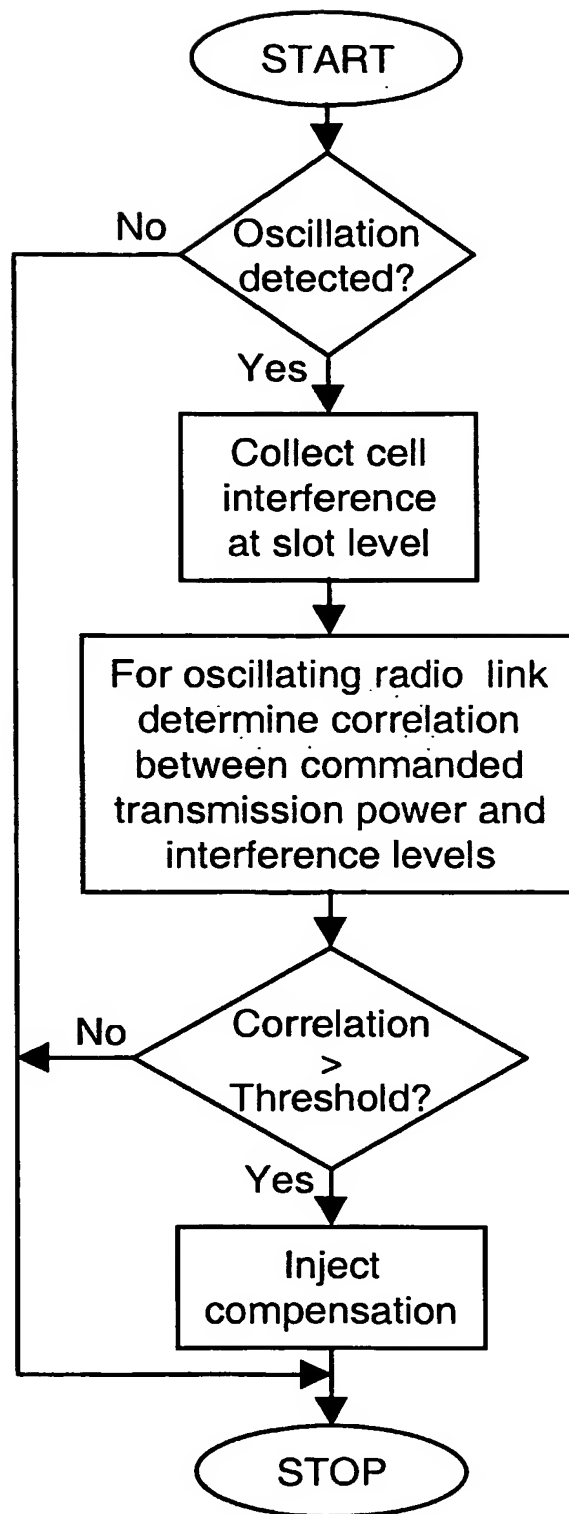 START
No
Oscillation
detected?
Yes
Collect cell
interference
at slot level
For oscillating radio link
determine correlation
between commanded
transmission power and
interference levels
No
Correlation
>
Threshold?
Yes
Inject
compensation
STOP